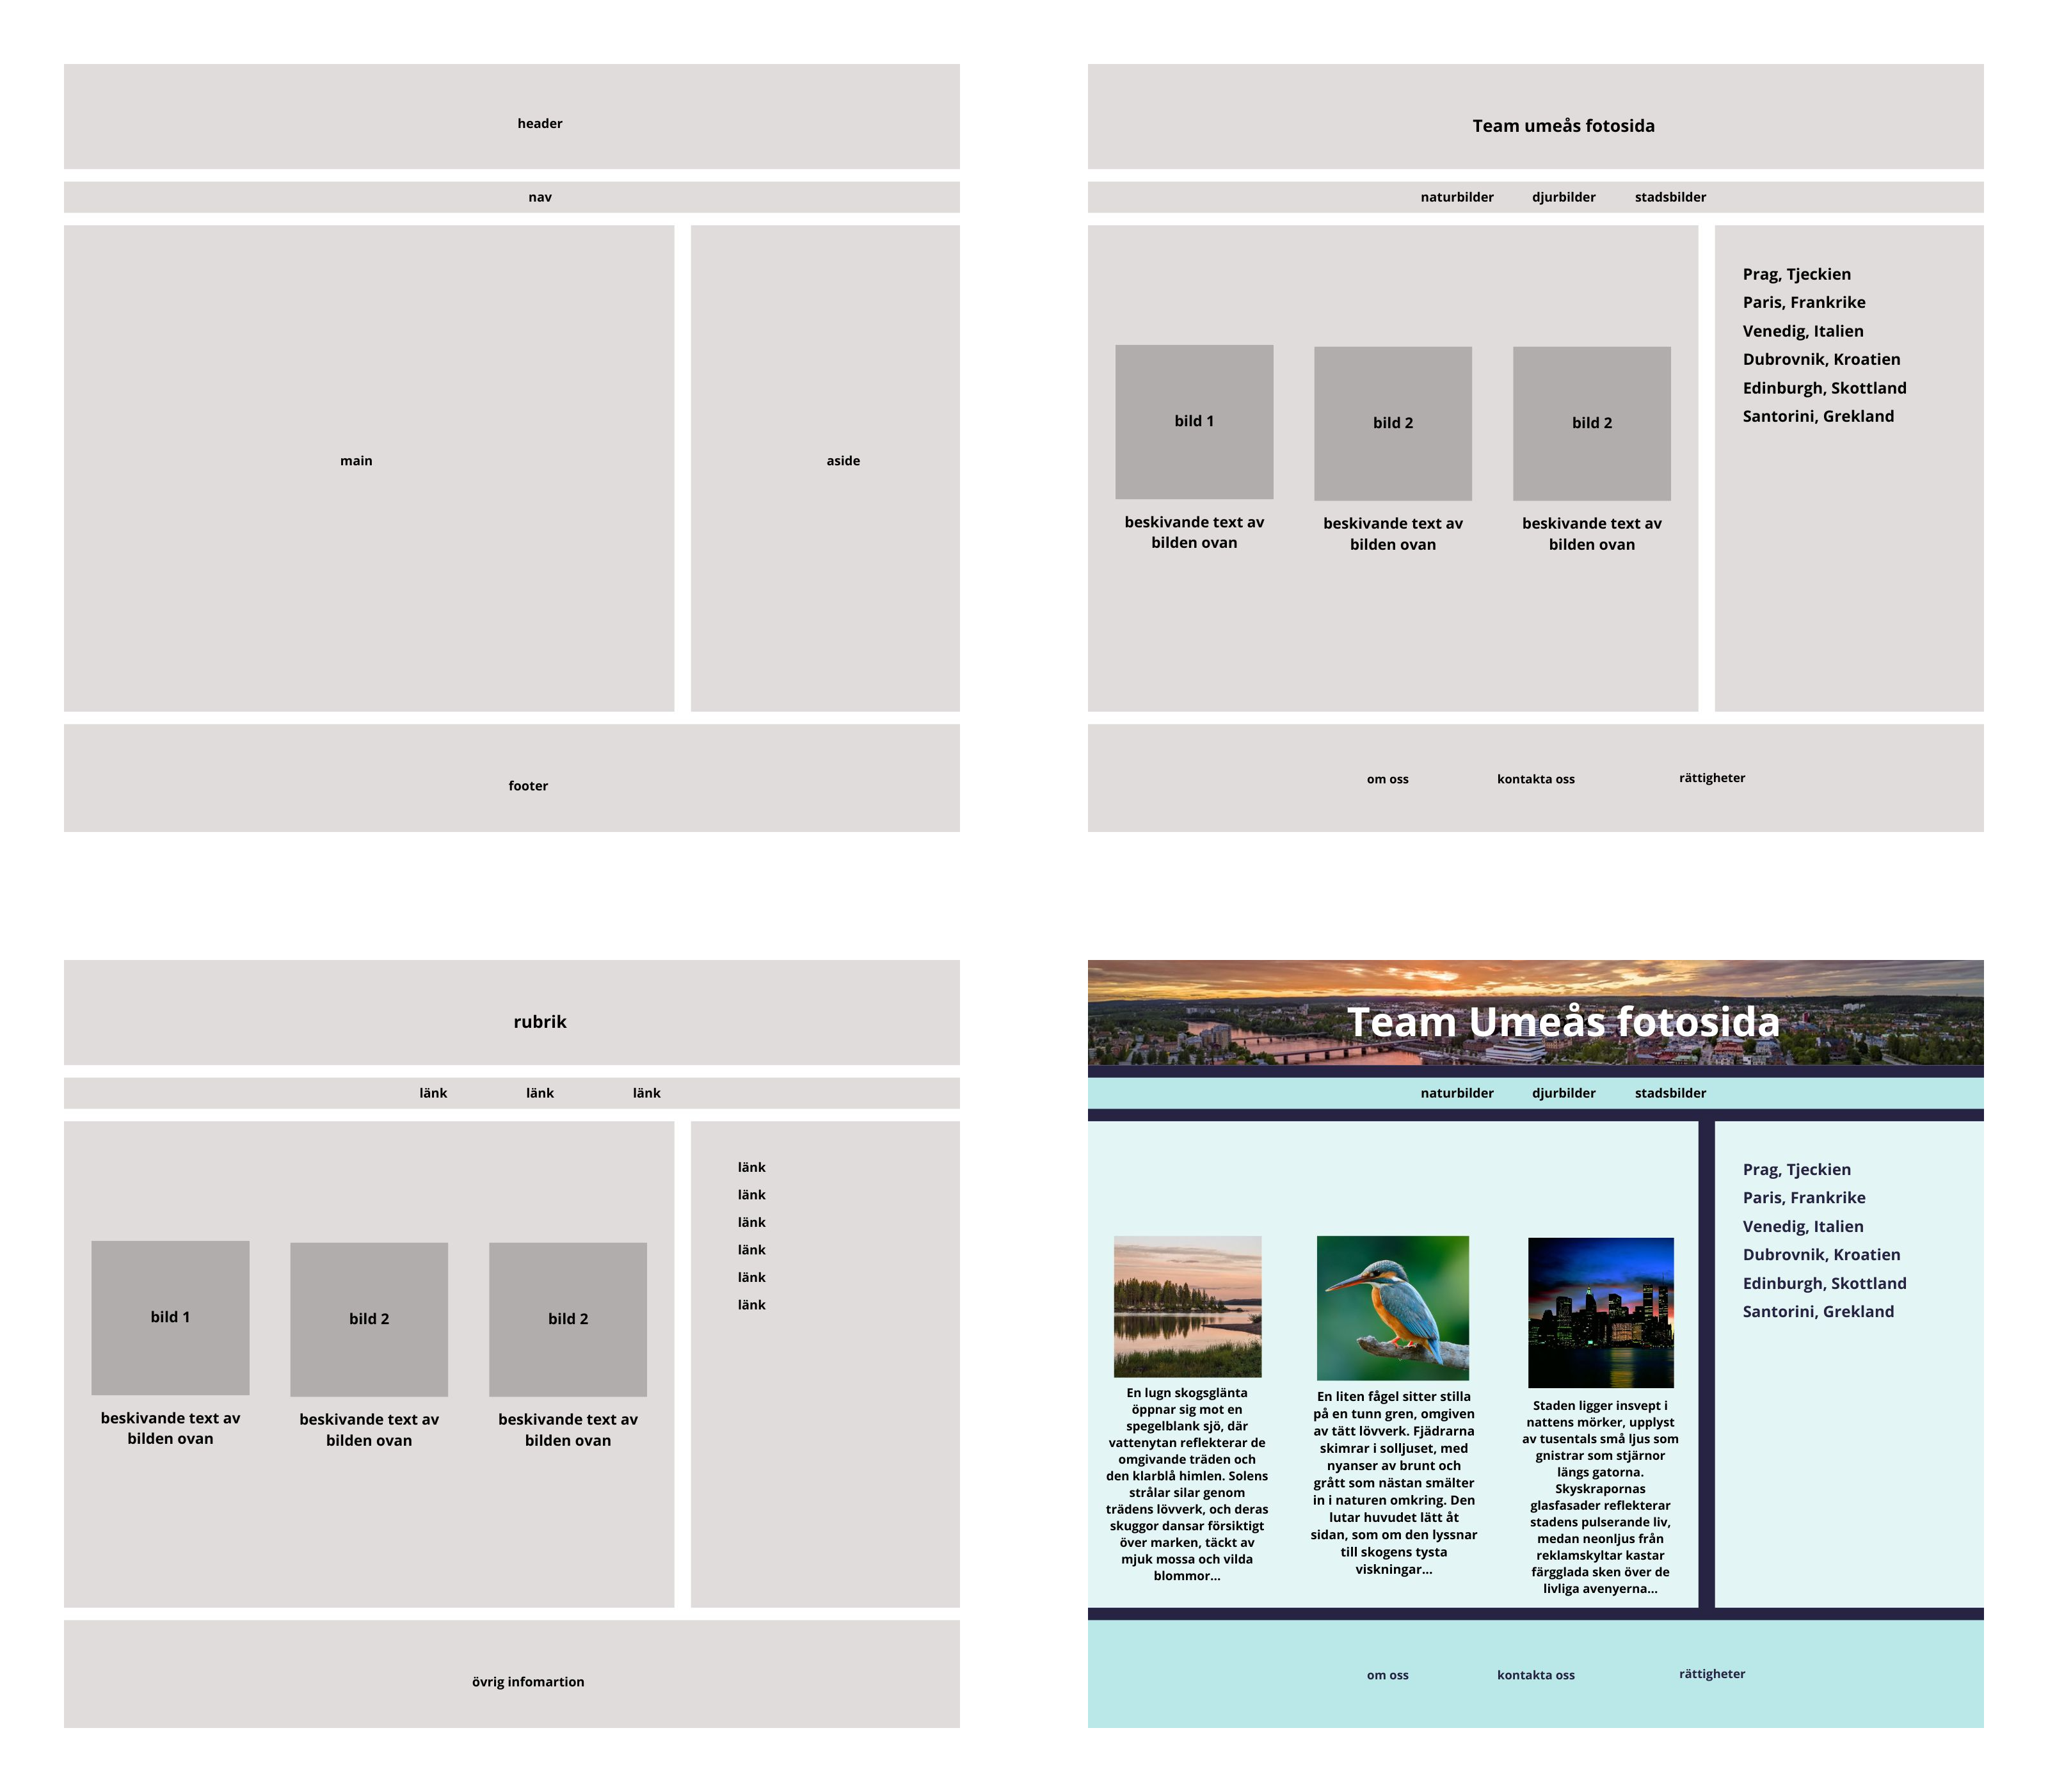 header
nav
main
aside
footer
Team umeås fotosida
naturbilder djurbilder stadsbilder
bild 1
beskivande text av
bilden ovan
bild 2
beskivande text av
bilden ovan
bild 2
beskivande text av
bilden ovan
Prag, Tjeckien
Paris, Frankrike
Venedig, Italien
Dubrovnik, Kroatien
Edinburgh, Skottland
Santorini, Grekland
om oss kontakta oss rättigheter
rubrik
länk länk länk
bild 1
beskivande text av
bilden ovan
bild 2
beskivande text av
bilden ovan
bild 2
beskivande text av
bilden ovan
länk
länk
länk
länk
länk
länk
övrig infomartion
Team Umeås fotosida
naturbilder djurbilder stadsbilder
En lugn skogsglänta
öppnar sig mot en
spegelblank sjö, där
vattenytan reflekterar de
omgivande träden och
den klarblå himlen. Solens
strålar silar genom
trädens lövverk, och deras
skuggor dansar försiktigt
över marken, täckt av
mjuk mossa och vilda
blommor...
En liten fågel sitter stilla
på en tunn gren, omgiven
av tätt lövverk. Fjädrarna
skimrar i solljuset, med
nyanser av brunt och
grått som nästan smälter
in i naturen omkring. Den
lutar huvudet lätt åt
sidan, som om den lyssnar
till skogens tysta
viskningar...
Staden ligger insvept i
nattens mörker, upplyst
av tusentals små ljus som
gnistrar som stjärnor
längs gatorna.
Skyskrapornas
glasfasader reflekterar
stadens pulserande liv,
medan neonljus från
reklamskyltar kastar
färgglada sken över de
livliga avenyerna...
Prag, Tjeckien
Paris, Frankrike
Venedig, Italien
Dubrovnik, Kroatien
Edinburgh, Skottland
Santorini, Grekland
om oss kontakta oss rättigheter